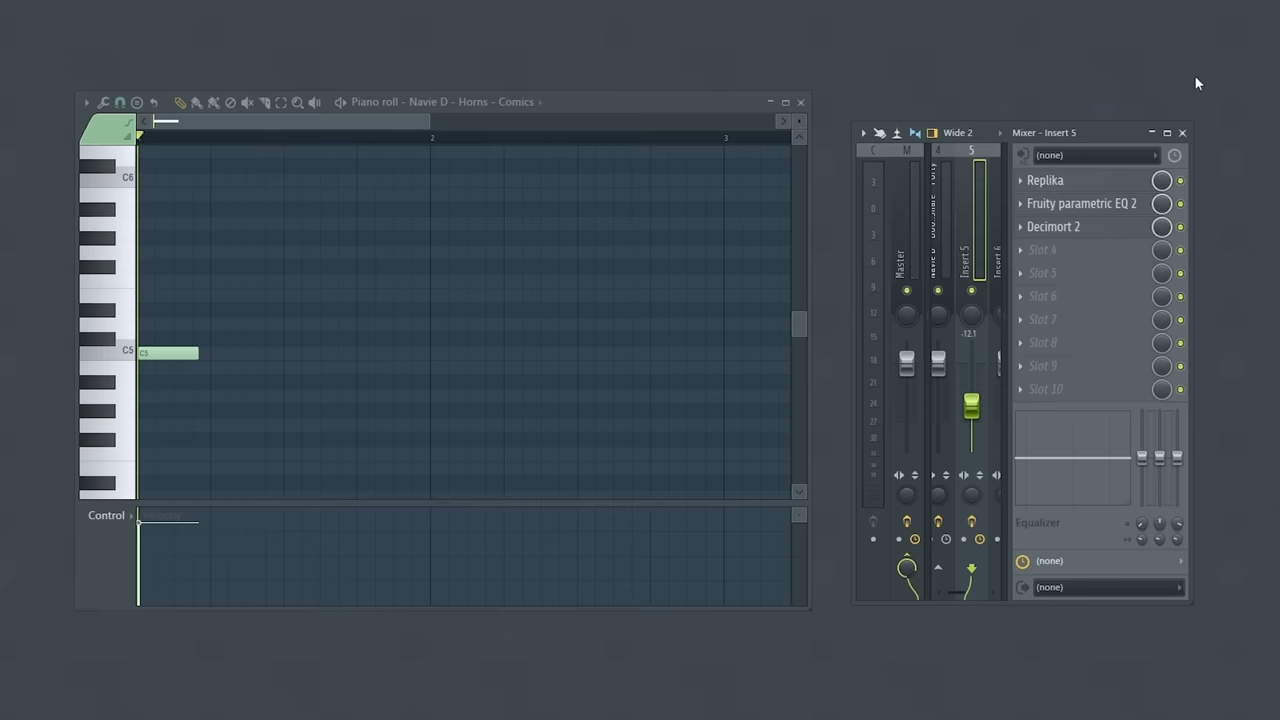 Piano roll - Navie D - Horns - Comics
2
3
C6
C5
C5
Control
Velocity
Wide 2
Mixer - Insert 5
C
M
4
5
3
0
3
6
9
12
15
18
21
24
27
30
Master
Insert 5
Insert 6
-12.1
(none)
Replika
Fruity parametric EQ 2
Decimort 2
Slot 4
Slot 5
Slot 6
Slot 7
Slot 8
Slot 9
Slot 10
Equalizer
(none)
(none)